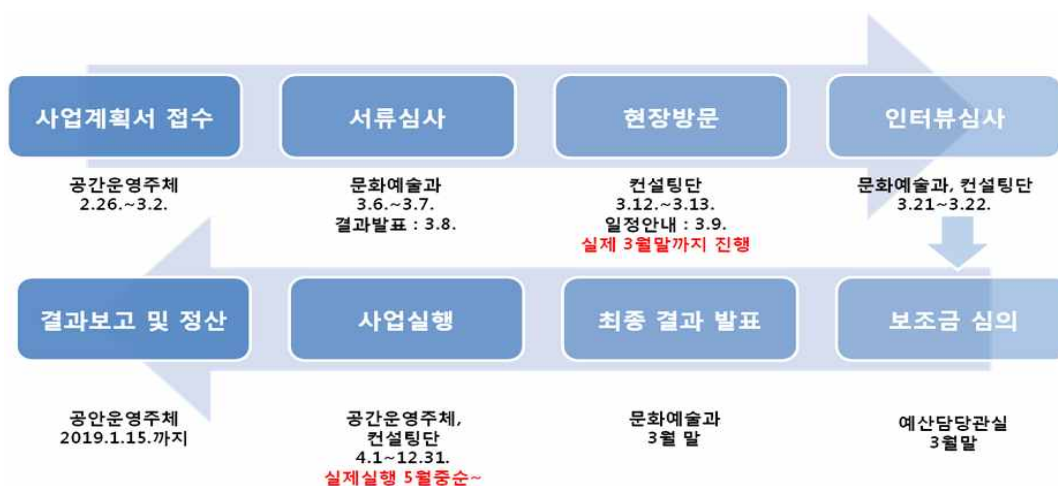 사업계획서 접수
공간운영주체
2.26.~3.2.
서류심사
문화예술과
3.6.~3.7.
결과발표 : 3.8.
현장방문
컨설팅단
3.12.~3.13.
일정안내 : 3.9.
실제 3월말까지 진행
인터뷰심사
문화예술과, 컨설팅단
3.21~3.22.
보조금 심의
예산담당관실
3월말
최종 결과 발표
문화예술과
3월 말
사업실행
공간운영주체,
컨설팅단
4.1~12.31.
실제실행 5월중순~
결과보고 및 정산
공안운영주체
2019.1.15.까지